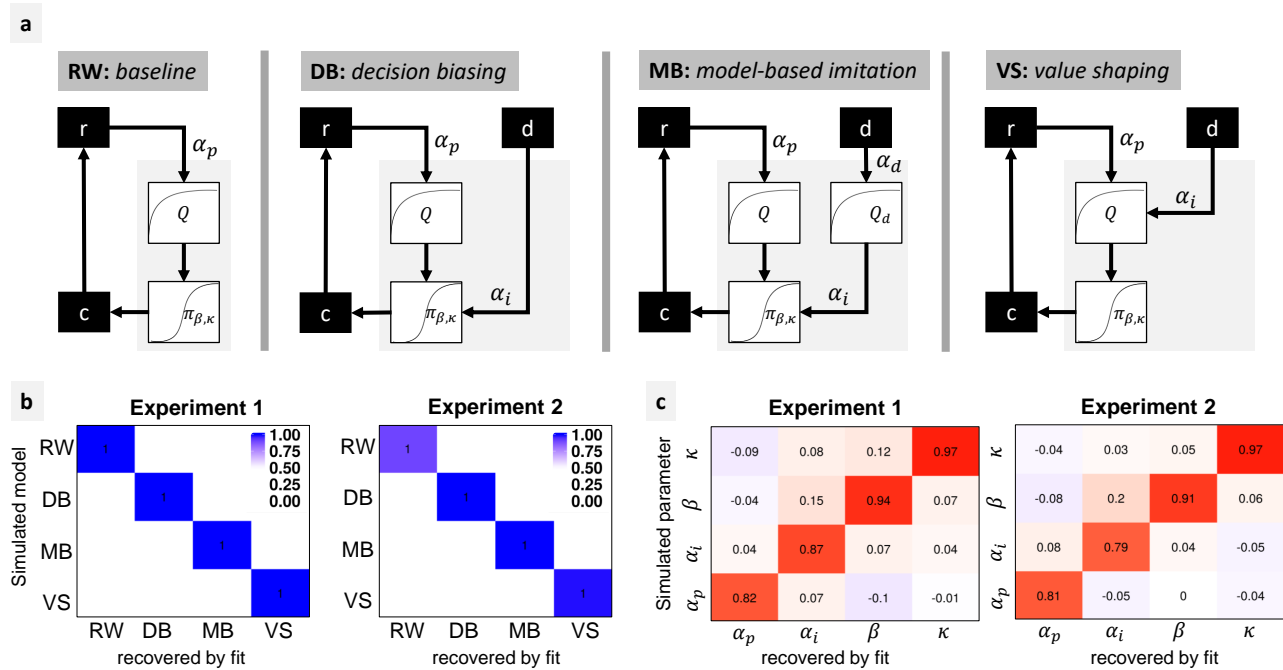 a
RW: baseline
DB: decision biasing
MB: model-based imitation
VS: value shaping
r
α_p
Q
c
π_β,κ
r
d
α_p
Q
c
α_i
π_β,κ
r
d
α_p
α_d
Q
Q_d
c
α_i
π_β,κ
r
d
α_p
α_i
Q
c
π_β,κ
b
Experiment 1
Simulated model
RW
DB
MB
VS
1
1
1
1
1.00
0.75
0.50
0.25
0.00
RW DB MB VS
recovered by fit
Experiment 2
RW
DB
MB
VS
1
1
1
1
1.00
0.75
0.50
0.25
0.00
RW DB MB VS
recovered by fit
c
Experiment 1
Simulated parameter
κ -0.09 0.08 0.12 0.97
β -0.04 0.15 0.94 0.07
α_i 0.04 0.87 0.07 0.04
α_p 0.82 0.07 -0.1 -0.01
α_p α_i β κ
recovered by fit
Experiment 2
κ -0.04 0.03 0.05 0.97
β -0.08 0.2 0.91 0.06
α_i 0.08 0.79 0.04 -0.05
α_p 0.81 -0.05 0 -0.04
α_p α_i β κ
recovered by fit